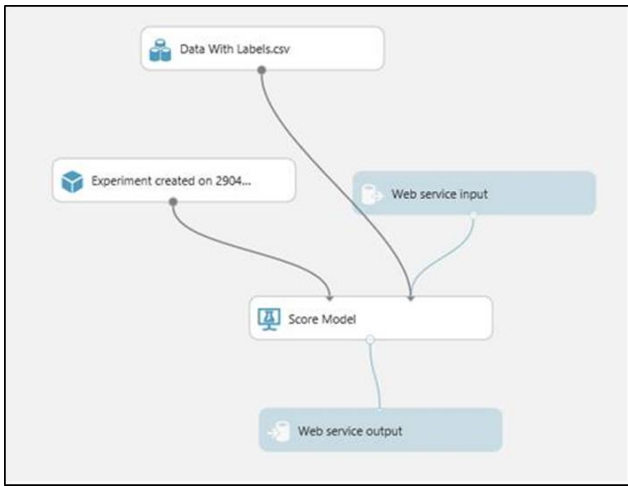 Data With Labels.csv
Experiment created on 2904...
Web service input
Score Model
Web service output